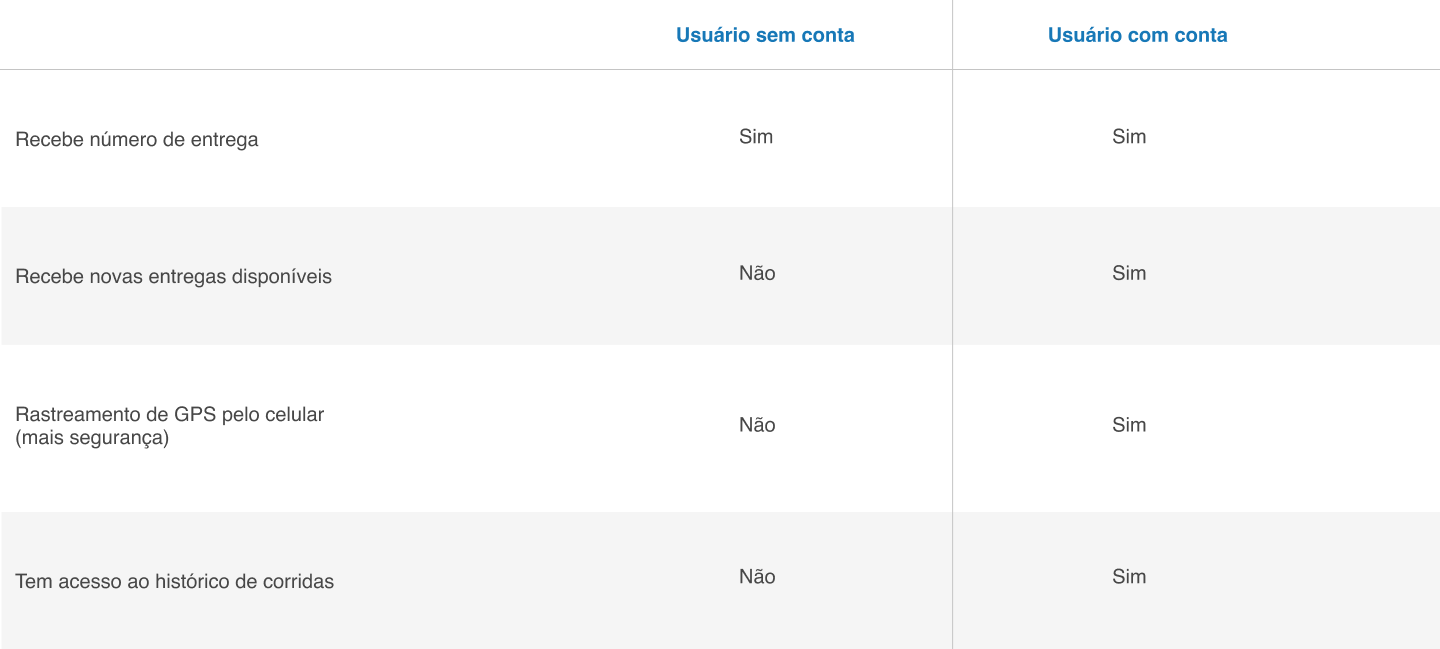 Usuário sem conta Usuário com conta
Recebe número de entrega Sim Sim
Recebe novas entregas disponíveis Não Sim
Rastreamento de GPS pelo celular
(mais segurança) Não Sim
Tem acesso ao histórico de corridas Não Sim